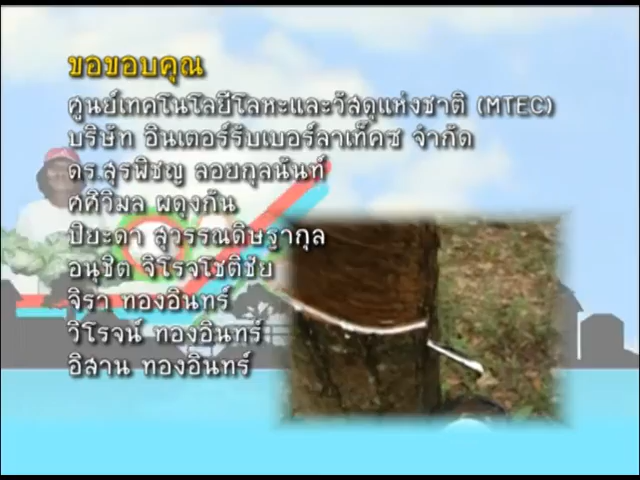 ขอขอบคุณ
ศูนย์เทคโนโลยีโลหะและวัสดุแห่งชาติ (MTEC)
บริษัท อินเตอร์รับเบอร์ลาเท็คซ จำกัด
ดร.สุรพิชญ ลอยกุลนันท์
ศศิวิมล ผดุงกัน
ปิยะดา สุวรรณดิษฐากุล
อนุชิต จิโรจโชติชัย
จิรา ทองอินทร์
วิโรจน์ ทองอินทร์
อิสาน ทองอินทร์